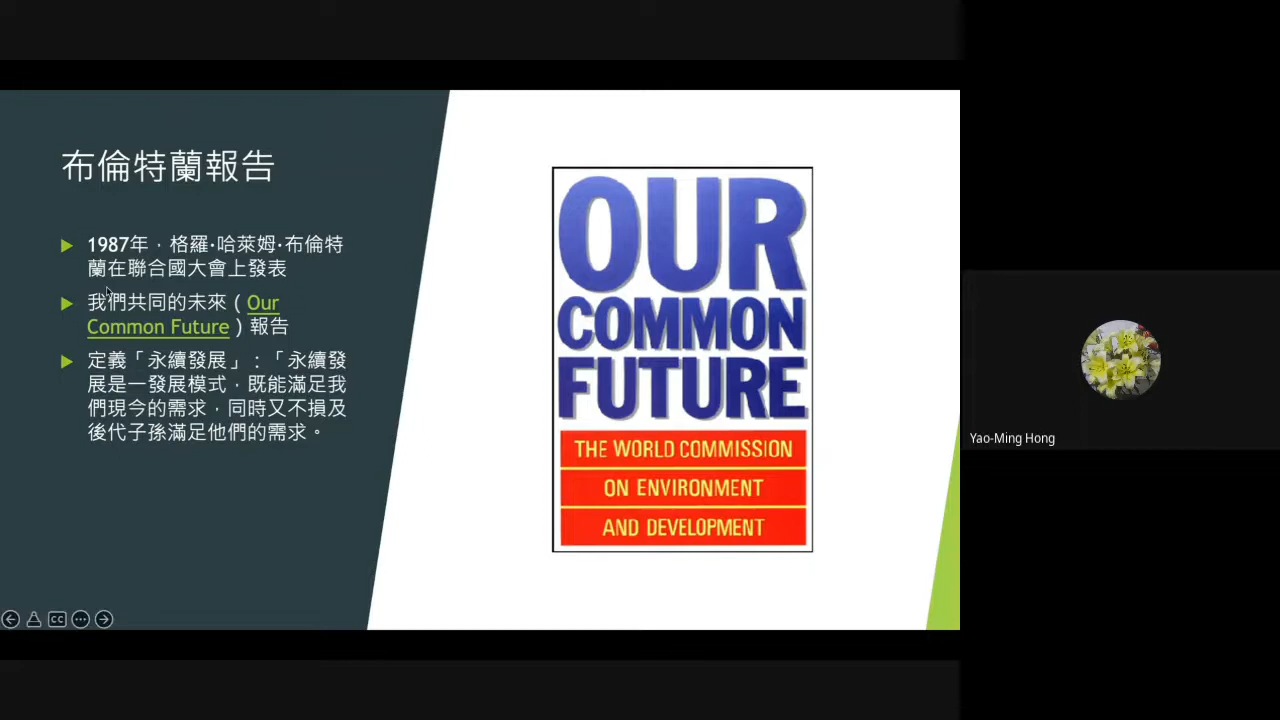 布倫特蘭報告
1987年，格羅·哈萊姆·布倫特
蘭在聯合國大會上發表
我們共同的未來（Our
Common Future）報告
定義「永續發展」：「永續發
展是一發展模式，既能滿足我
們現今的需求，同時又不損及
後代子孫滿足他們的需求。
OUR
COMMON
FUTURE
THE WORLD COMMISSION
ON ENVIRONMENT
AND DEVELOPMENT
Yao-Ming Hong
CC